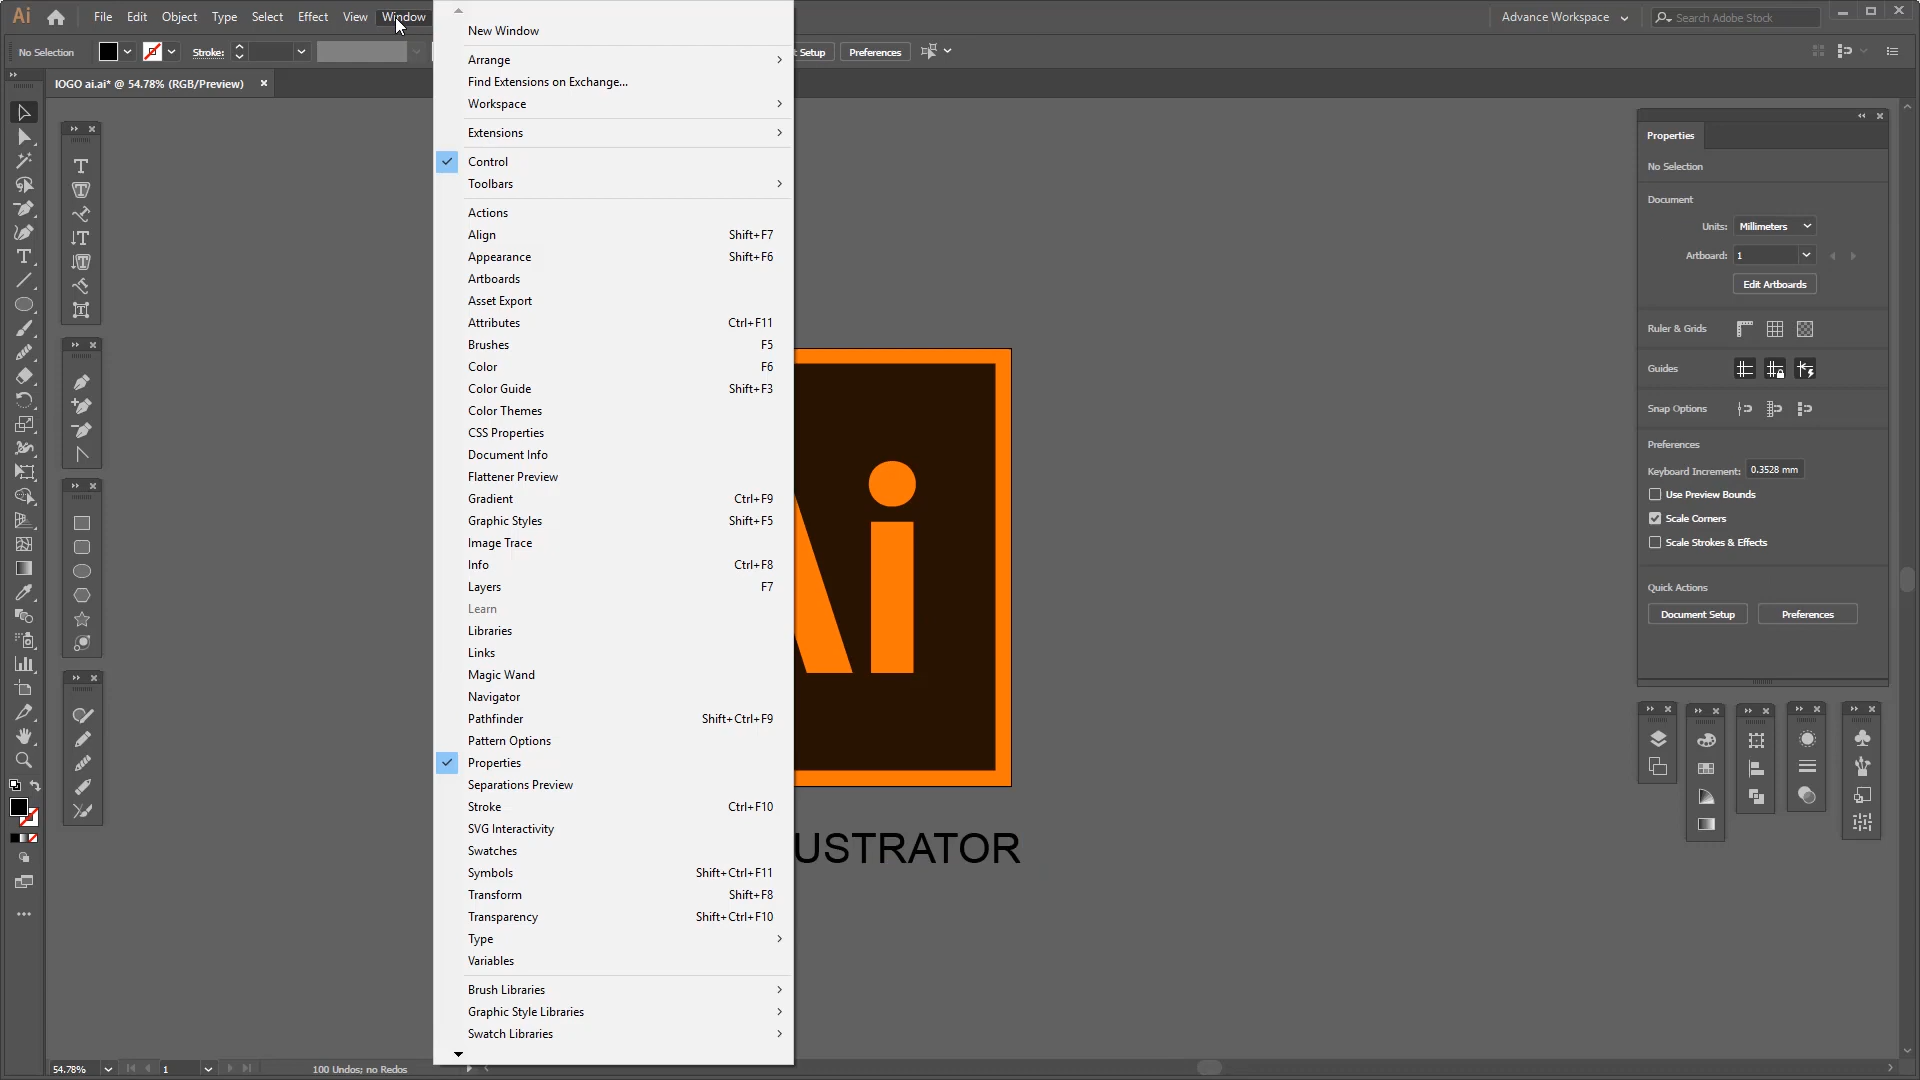 Ai File Edit Object Type Select Effect View Window
Advance Workspace
Search Adobe Stock
No Selection
Stroke:
t Setup
Preferences
IOGO ai.ai* @ 54.78% (RGB/Preview)
New Window
Arrange
Find Extensions on Exchange...
Workspace
Extensions
Control
Toolbars
Actions
Align Shift+F7
Appearance Shift+F6
Artboards
Asset Export
Attributes Ctrl+F11
Brushes F5
Color F6
Color Guide Shift+F3
Color Themes
CSS Properties
Document Info
Flattener Preview
Gradient Ctrl+F9
Graphic Styles Shift+F5
Image Trace
Info Ctrl+F8
Layers F7
Learn
Libraries
Links
Magic Wand
Navigator
Pathfinder Shift+Ctrl+F9
Pattern Options
Properties
Separations Preview
Stroke Ctrl+F10
SVG Interactivity
Swatches
Symbols Shift+Ctrl+F11
Transform Shift+F8
Transparency Shift+Ctrl+F10
Type
Variables
Brush Libraries
Graphic Style Libraries
Swatch Libraries
i
USTRATOR
Properties
No Selection
Document
Units: Millimeters
Artboard: 1
Edit Artboards
Ruler & Grids
Guides
Snap Options
Preferences
Keyboard Increment: 0.3528 mm
Use Preview Bounds
Scale Corners
Scale Strokes & Effects
Quick Actions
Document Setup
Preferences
54.78%
1
100 Undos; no Redos